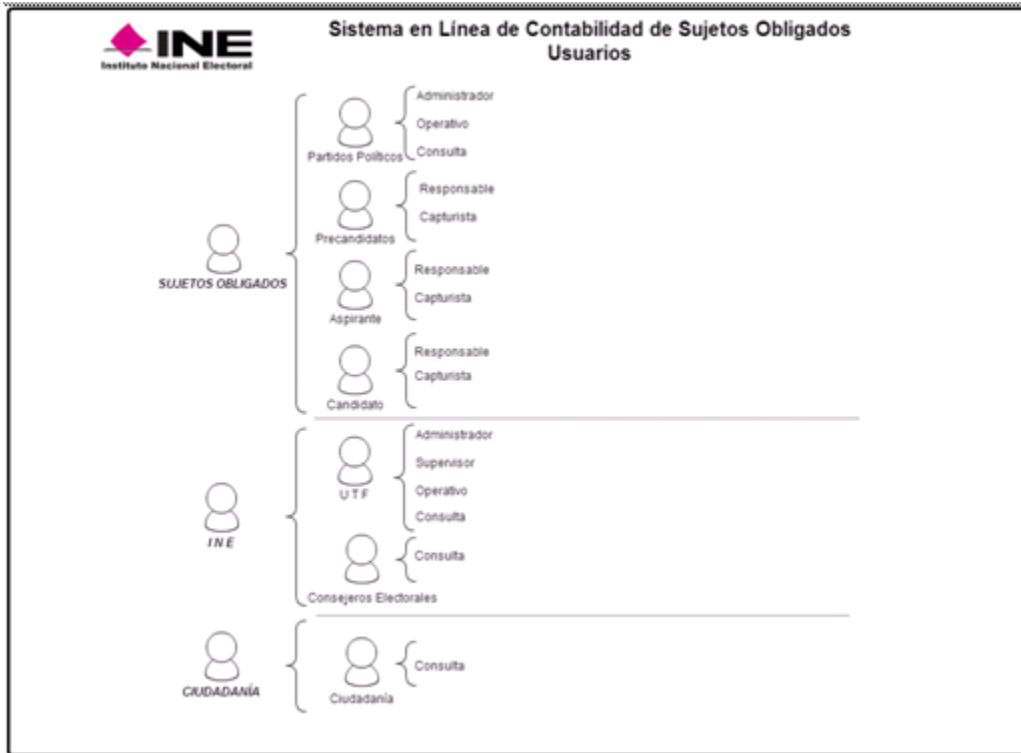 INE
Instituto Nacional Electoral
Sistema en Línea de Contabilidad de Sujetos Obligados
Usuarios
SUJETOS OBLIGADOS
Partidos Políticos
Administrador
Operativo
Consulta
Precandidatos
Responsable
Capturista
Aspirante
Responsable
Capturista
Candidato
Responsable
Capturista
I N E
U T F
Administrador
Supervisor
Operativo
Consulta
Consejeros Electorales
Consulta
CIUDADANÍA
Ciudadanía
Consulta